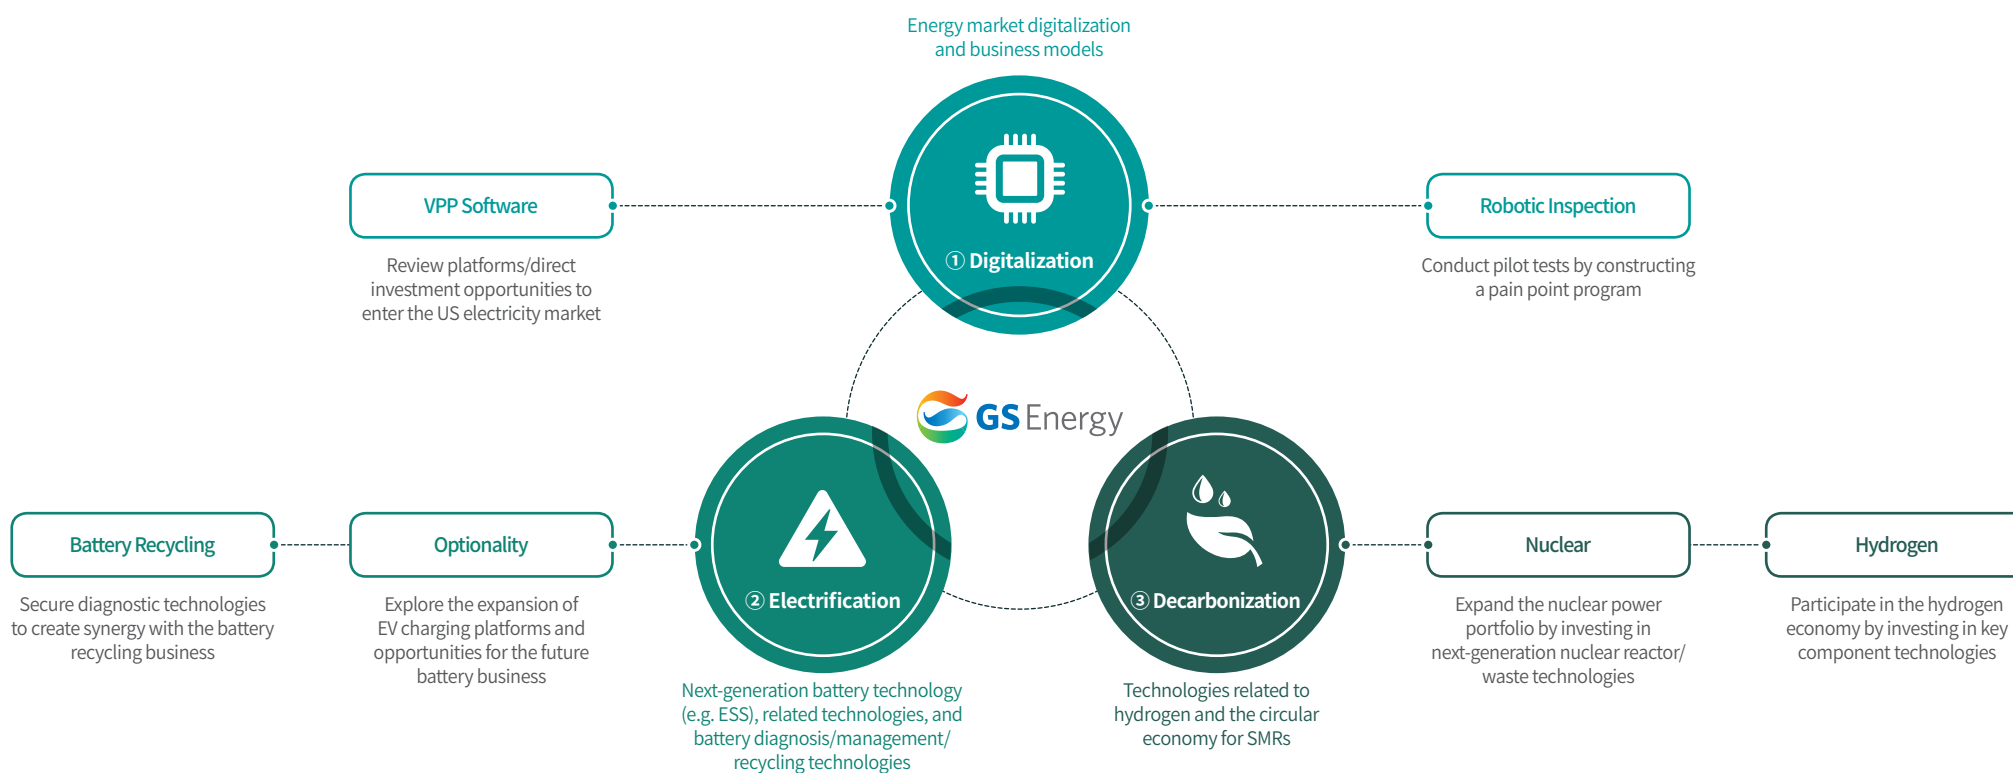 Energy market digitalization
and business models
① Digitalization
VPP Software
Review platforms/direct
investment opportunities to
enter the US electricity market
Robotic Inspection
Conduct pilot tests by constructing
a pain point program
GS Energy
Battery Recycling
Secure diagnostic technologies
to create synergy with the battery
recycling business
Optionality
Explore the expansion of
EV charging platforms and
opportunities for the future
battery business
② Electrification
Next-generation battery technology
(e.g. ESS), related technologies, and
battery diagnosis/management/
recycling technologies
③ Decarbonization
Technologies related to
hydrogen and the circular
economy for SMRs
Nuclear
Expand the nuclear power
portfolio by investing in
next-generation nuclear reactor/
waste technologies
Hydrogen
Participate in the hydrogen
economy by investing in key
component technologies